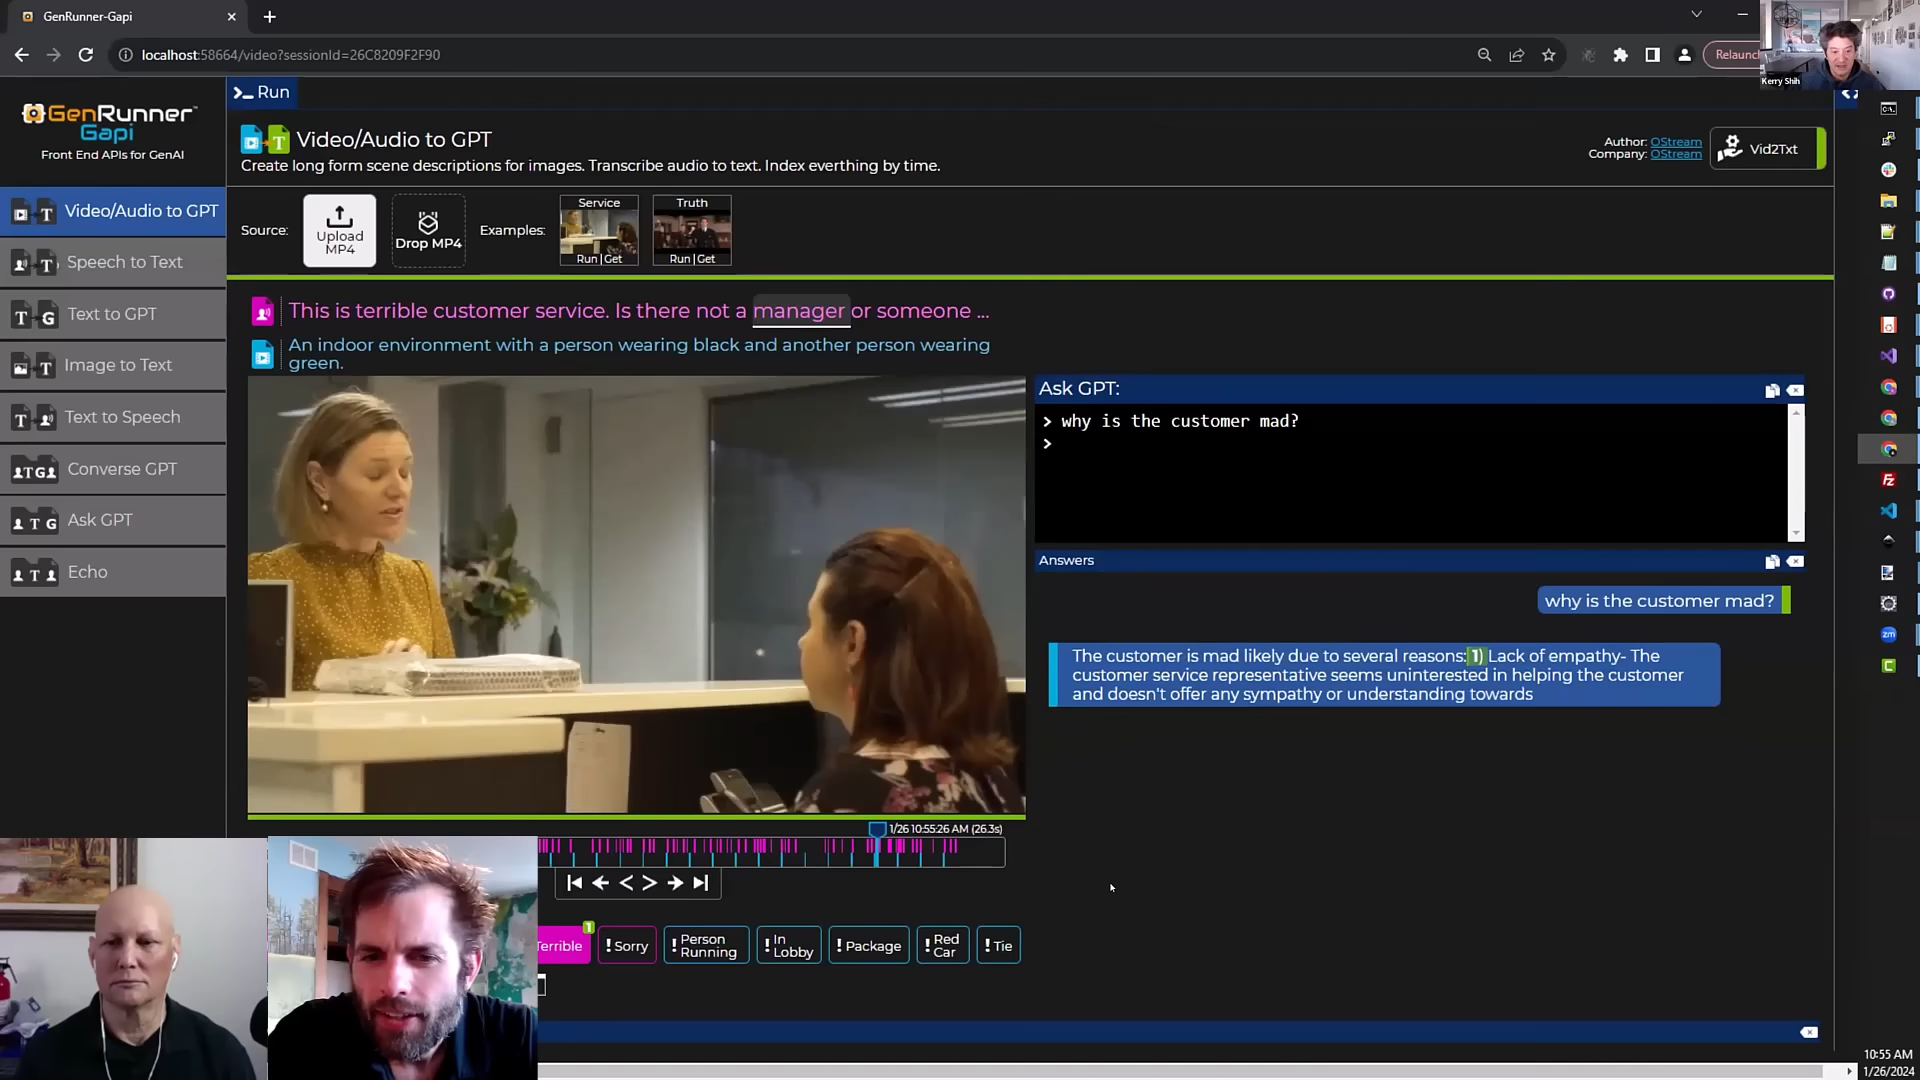 GenRunner-Gapi
localhost:58664/video?sessionId=26C8209F2F90
Relaunc
Kerry Shih
GenRunner
Gapi
Front End APIs for GenAI
>_ Run
Video/Audio to GPT
Create long form scene descriptions for images. Transcribe audio to text. Index everthing by time.
Author: OStream
Company: OStream
Vid2Txt
Video/Audio to GPT
Speech to Text
Text to GPT
Image to Text
Text to Speech
Converse GPT
Ask GPT
Echo
Source:
Upload
MP4
Drop MP4
Examples:
Service
Run|Get
Truth
Run|Get
This is terrible customer service. Is there not a manager or someone ...
An indoor environment with a person wearing black and another person wearing
green.
Ask GPT:
> why is the customer mad?
>
Answers
why is the customer mad?
The customer is mad likely due to several reasons: 1) Lack of empathy- The
customer service representative seems uninterested in helping the customer
and doesn't offer any sympathy or understanding towards
1/26 10:55:26 AM (26.3s)
Terrible
1
! Sorry
! Person
Running
! In
Lobby
! Package
! Red
Car
! Tie
10:55 AM
1/26/2024